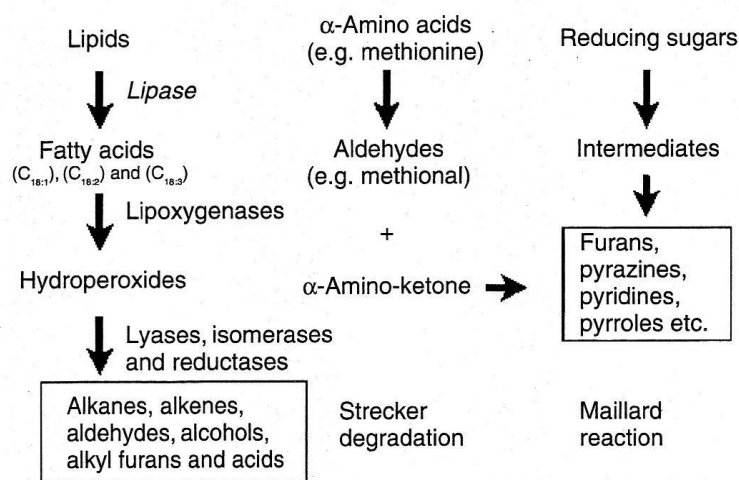 Lipids
Lipase
Fatty acids
(C18:1), (C18:2) and (C18:3)
Lipoxygenases
Hydroperoxides
Lyases, isomerases
and reductases
Alkanes, alkenes,
aldehydes, alcohols,
alkyl furans and acids
α-Amino acids
(e.g. methionine)
Aldehydes
(e.g. methional)
+
α-Amino-ketone
Strecker
degradation
Reducing sugars
Intermediates
Furans,
pyrazines,
pyridines,
pyrroles etc.
Maillard
reaction